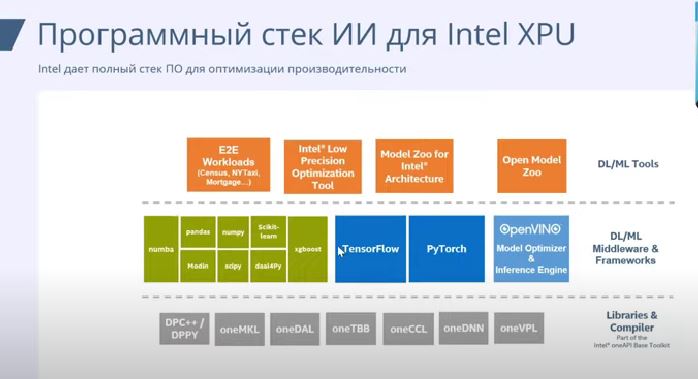 Программный стек ИИ для Intel XPU
Intel дает полный стек ПО для оптимизации производительности
E2E
Workloads
(Census, NYTaxi,
Mortgage...)
Intel® Low
Precision
Optimization
Tool
Model Zoo for
Intel®
Architecture
Open Model
Zoo
DL/ML Tools
numba
pandas
numpy
Scikit-
learn
xgboost
Modin
scipy
daal4Py
TensorFlow
PyTorch
OpenVINO
Model Optimizer
&
Inference Engine
DL/ML
Middleware &
Frameworks
DPC++ /
DPPY
oneMKL
oneDAL
oneTBB
oneCCL
oneDNN
oneVPL
Libraries &
Compiler
Part off the
Intel® oneAPI Base Toolkit